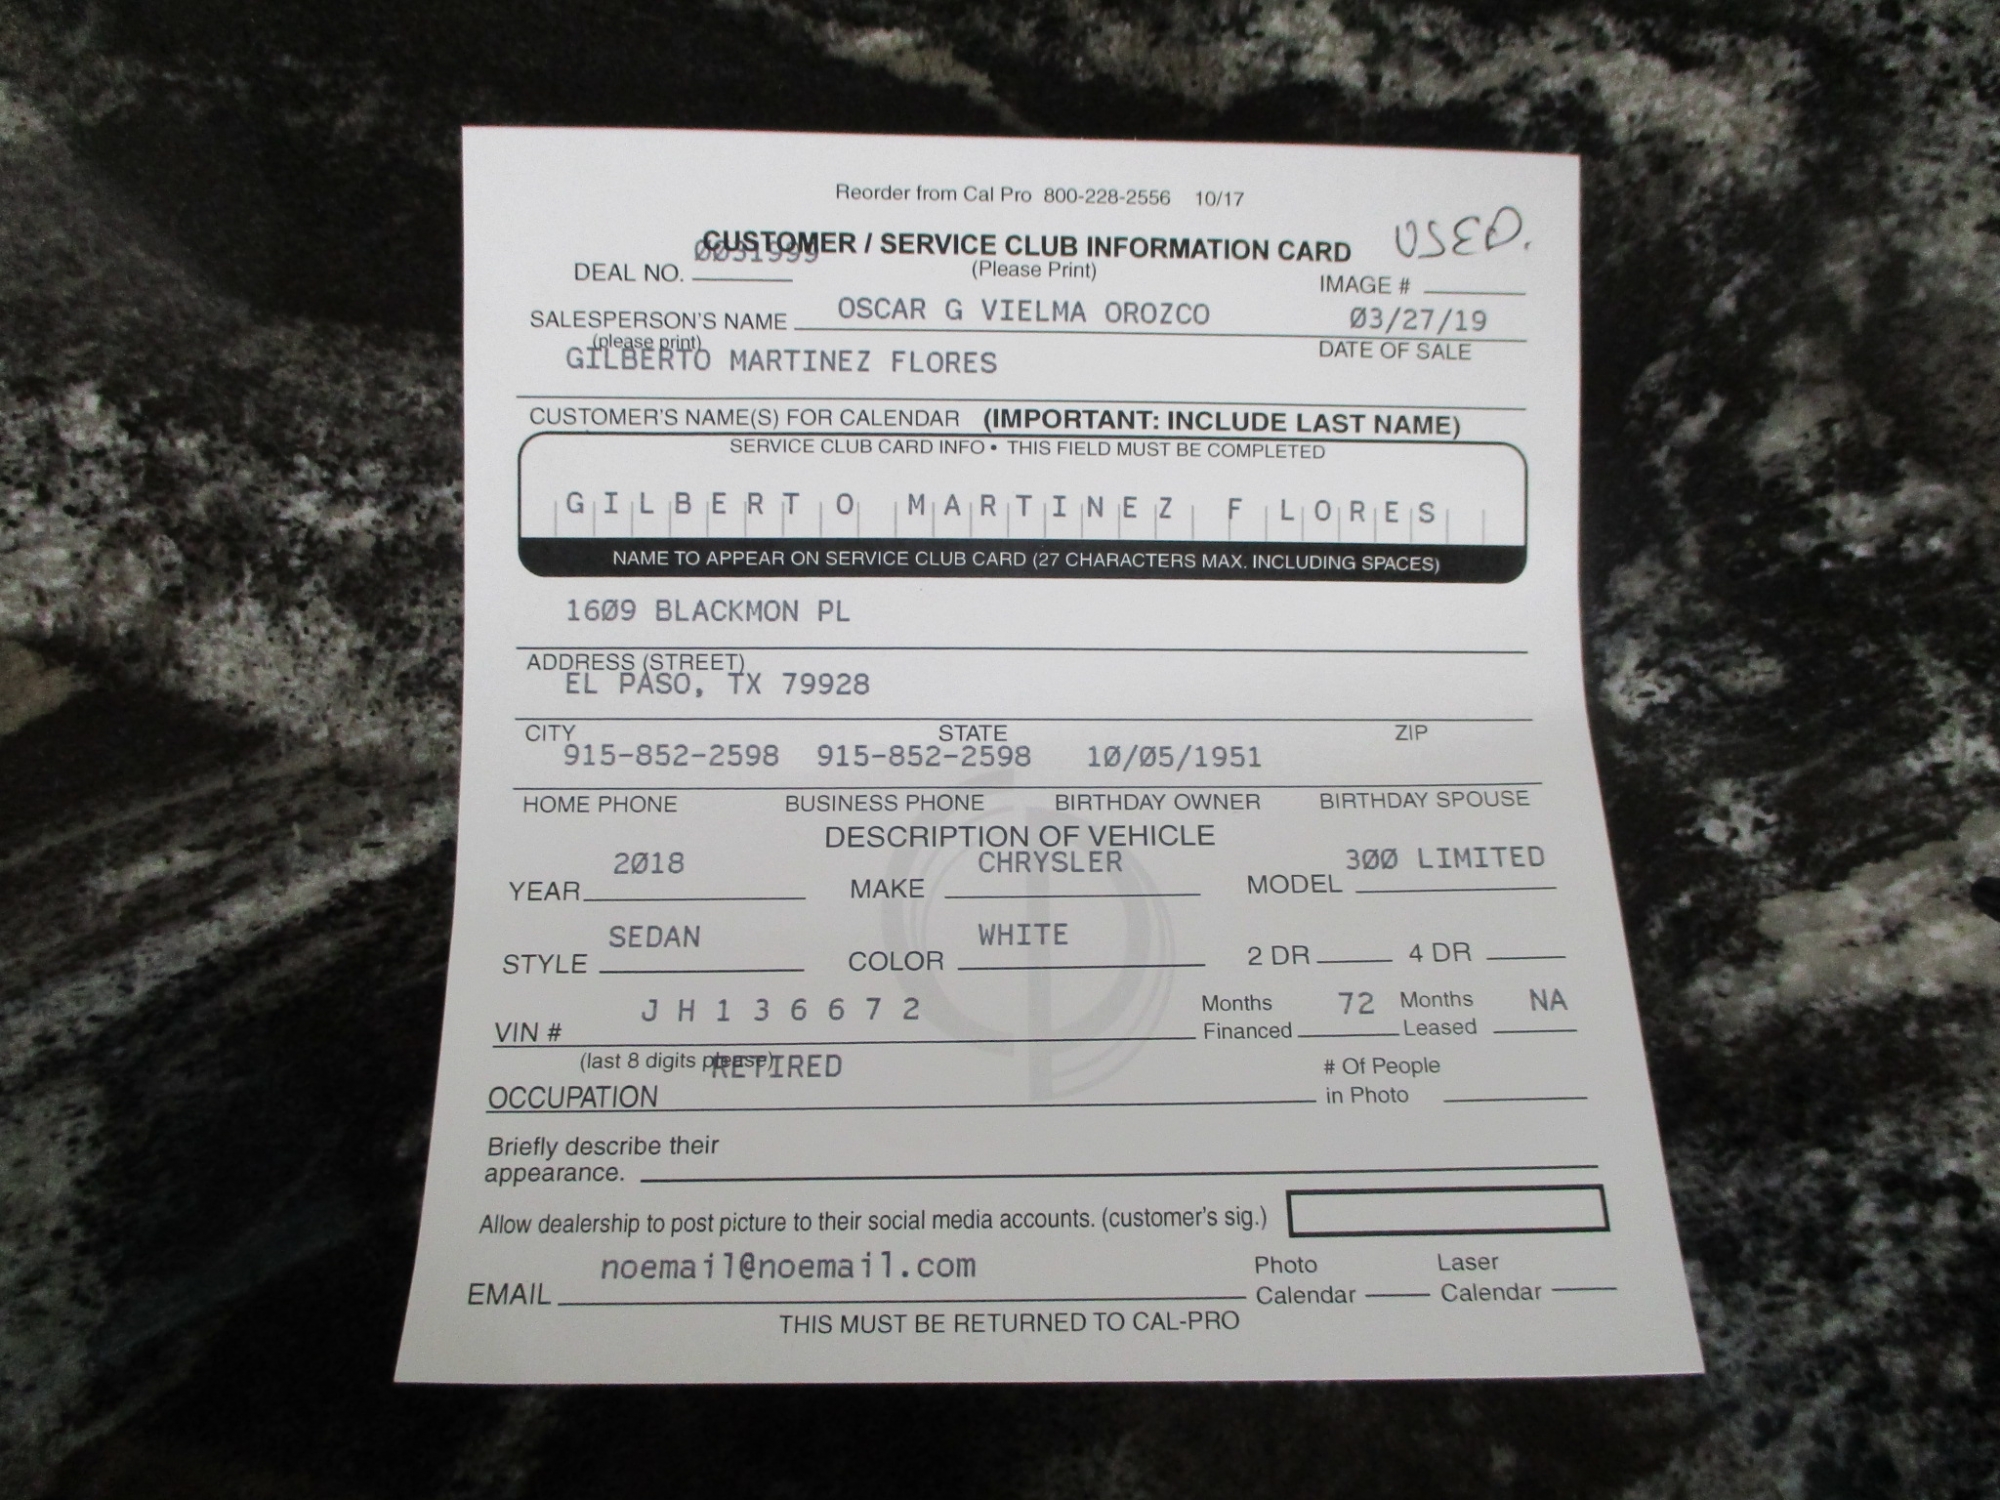 Reorder from Cal Pro 800-228-2556 10/17
CUSTOMER / SERVICE CLUB INFORMATION CARD USED.
DEAL NO. 0031999 (Please Print) IMAGE #
SALESPERSON'S NAME OSCAR G VIELMA OROZCO 03/27/19
(please print) DATE OF SALE
GILBERTO MARTINEZ FLORES
CUSTOMER'S NAME(S) FOR CALENDAR (IMPORTANT: INCLUDE LAST NAME)
SERVICE CLUB CARD INFO • THIS FIELD MUST BE COMPLETED
GILBERTO MARTINEZ FLORES
NAME TO APPEAR ON SERVICE CLUB CARD (27 CHARACTERS MAX. INCLUDING SPACES)
1609 BLACKMON PL
ADDRESS (STREET)
EL PASO, TX 79928
CITY STATE ZIP
915-852-2598 915-852-2598 10/05/1951
HOME PHONE BUSINESS PHONE BIRTHDAY OWNER BIRTHDAY SPOUSE
DESCRIPTION OF VEHICLE
YEAR 2018 MAKE CHRYSLER MODEL 300 LIMITED
STYLE SEDAN COLOR WHITE 2 DR 4 DR
VIN # JH136672 Months Financed 72 Months Leased NA
(last 8 digits please)
OCCUPATION RETIRED # Of People in Photo
Briefly describe their
appearance.
Allow dealership to post picture to their social media accounts. (customer's sig.)
EMAIL noemail@noemail.com Photo Calendar Laser Calendar
THIS MUST BE RETURNED TO CAL-PRO